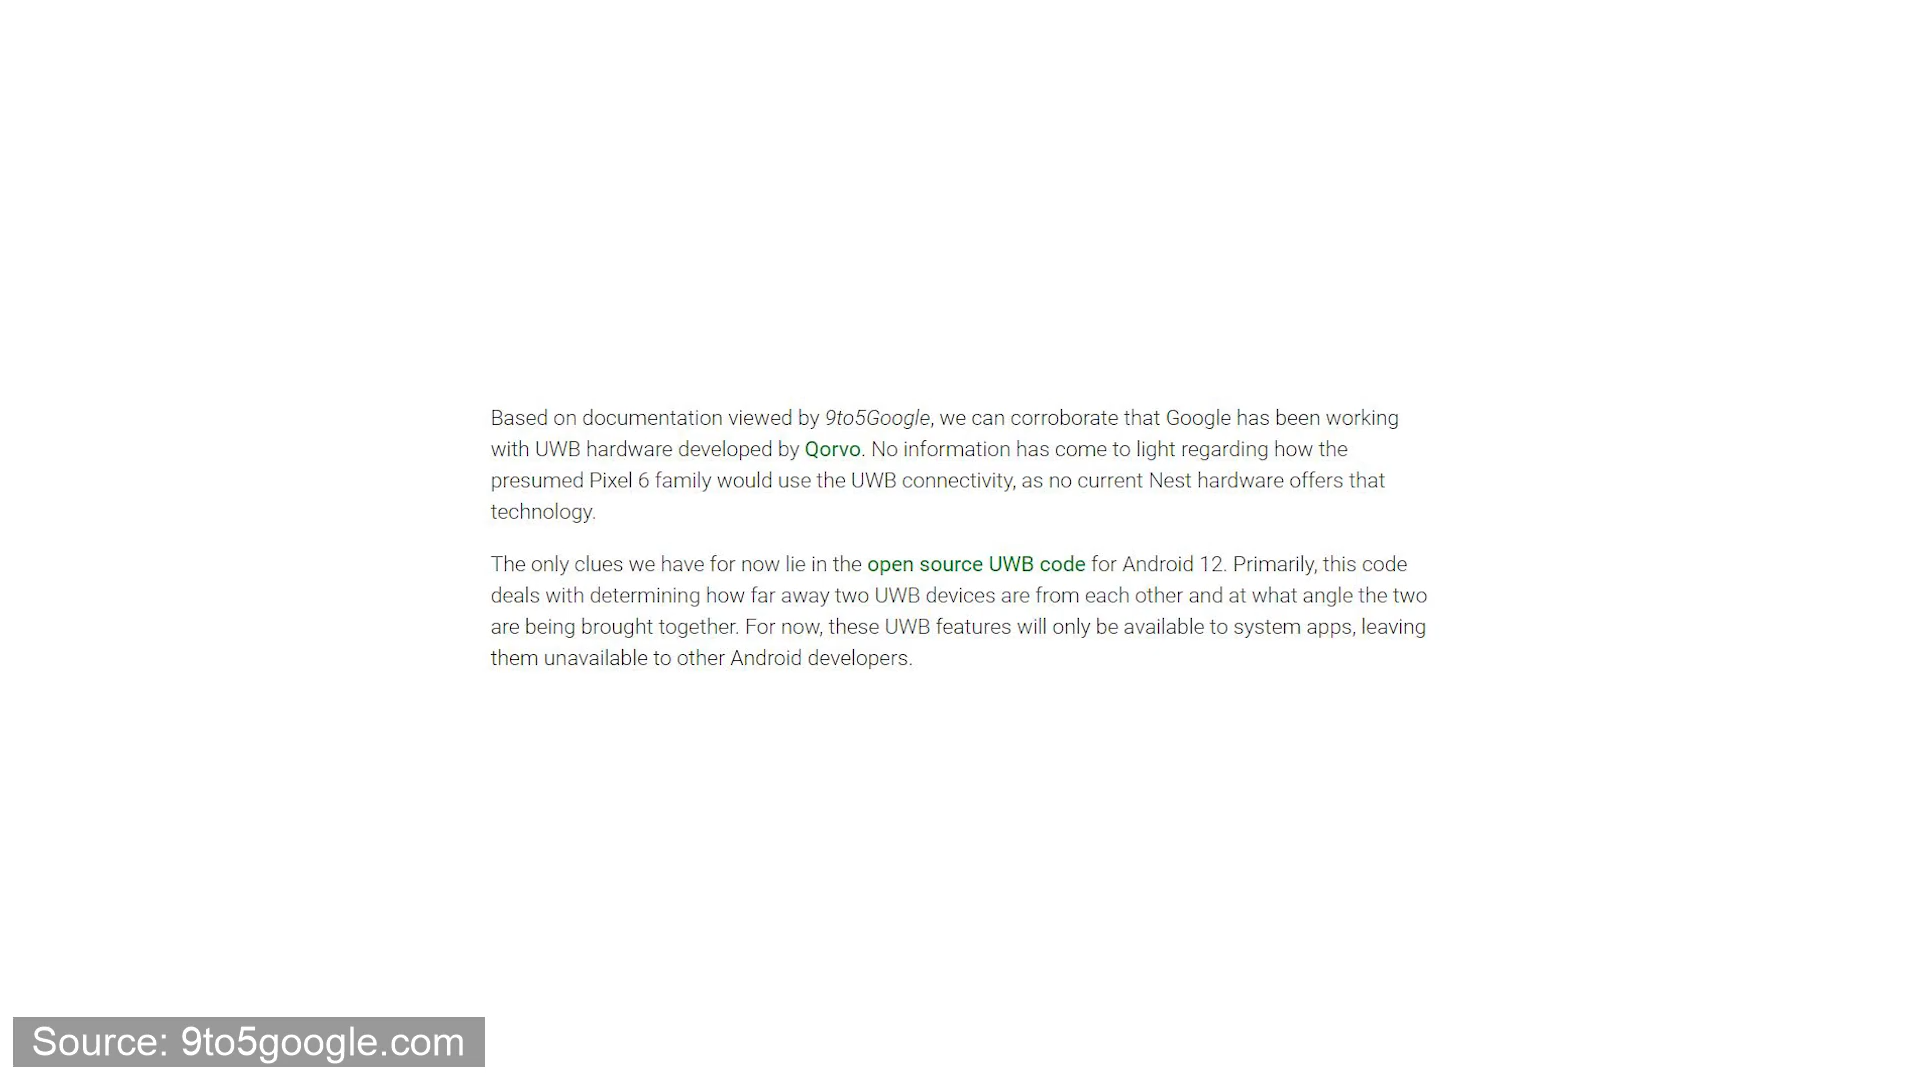 Based on documentation viewed by 9to5Google, we can corroborate that Google has been working
with UWB hardware developed by Qorvo. No information has come to light regarding how the
presumed Pixel 6 family would use the UWB connectivity, as no current Nest hardware offers that
technology.
The only clues we have for now lie in the open source UWB code for Android 12. Primarily, this code
deals with determining how far away two UWB devices are from each other and at what angle the two
are being brought together. For now, these UWB features will only be available to system apps, leaving
them unavailable to other Android developers.
Source: 9to5google.com